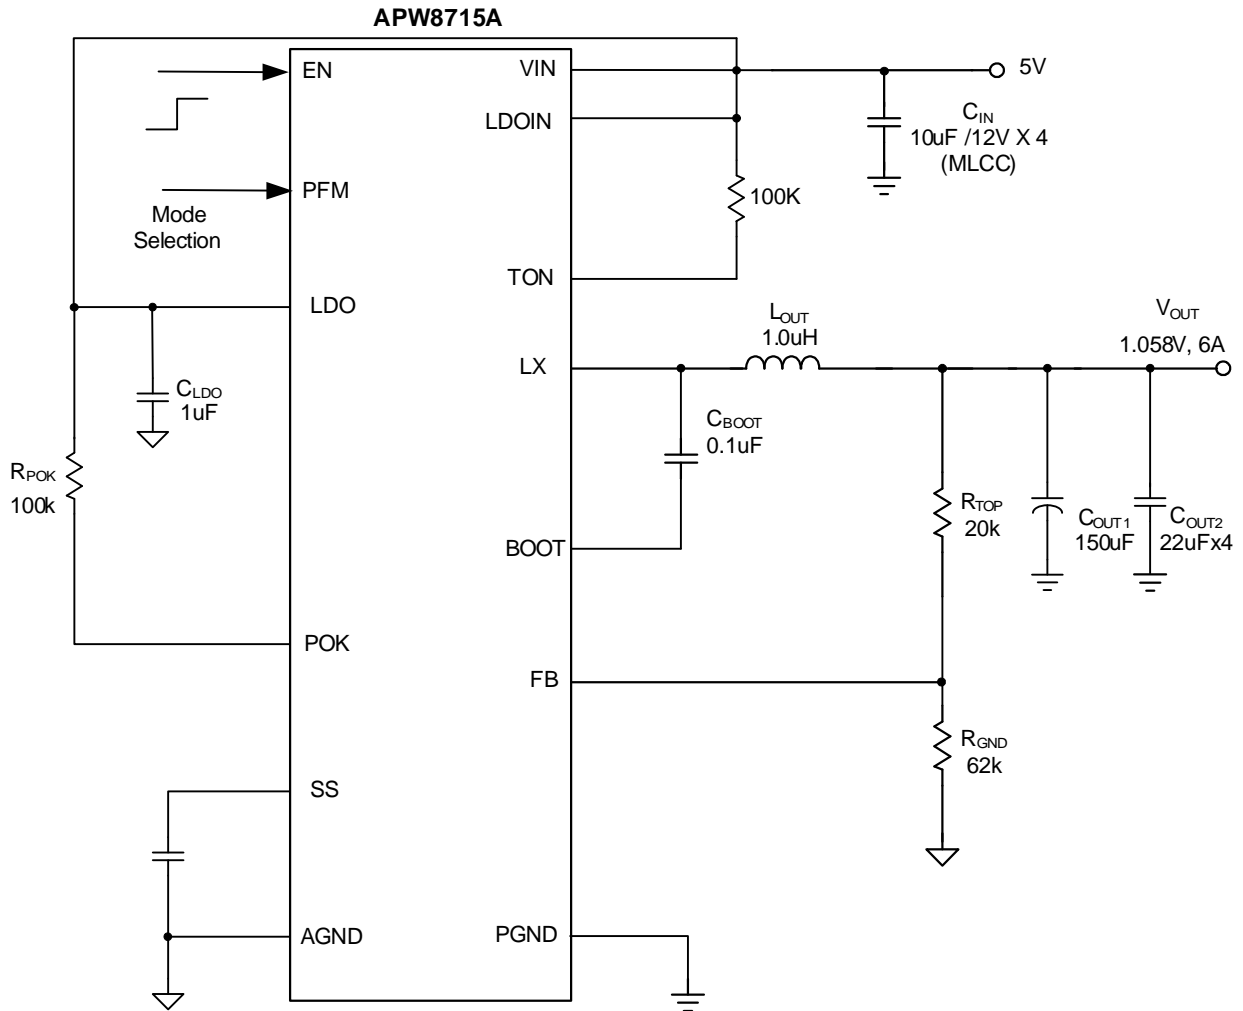 APW8715A
EN
PFM
Mode
Selection
LDO
C_LDO
1uF
R_POK
100k
POK
SS
AGND
VIN
LDOIN
TON
LX
BOOT
FB
PGND
5V
C_IN
10uF /12V X 4
(MLCC)
100K
L_OUT
1.0uH
V_OUT
1.058V, 6A
C_BOOT
0.1uF
R_TOP
20k
C_OUT1
150uF
C_OUT2
22uFx4
R_GND
62k